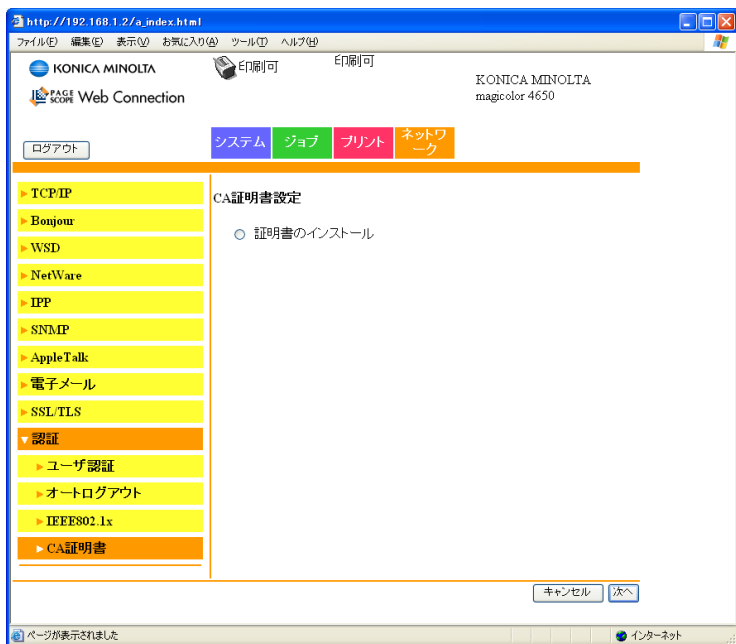 http://192.168.1.2/a_index.html
ファイル(F) 編集(E) 表示(V) お気に入り(A) ツール(T) ヘルプ(H)
KONICA MINOLTA
印刷可
印刷可
PAGE SCOPE Web Connection
KONICA MINOLTA
magicolor 4650
ログアウト
システム
ジョブ
プリント
ネットワ
ーク
TCP/IP
Bonjour
WSD
NetWare
IPP
SNMP
AppleTalk
電子メール
SSL/TLS
認証
ユーザ認証
オートログアウト
IEEE802.1x
CA証明書
CA証明書設定
証明書のインストール
キャンセル
次へ
ページが表示されました
インターネット